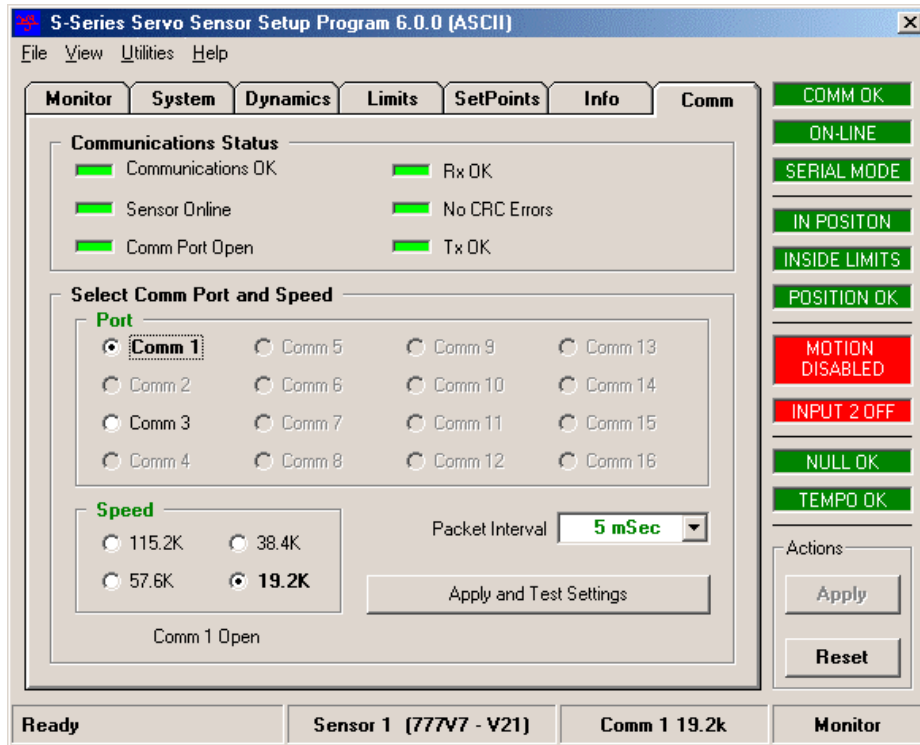 S-Series Servo Sensor Setup Program 6.0.0 (ASCII)
File View Utilities Help
Monitor System Dynamics Limits SetPoints Info Comm
Communications Status
Communications OK Rx OK
Sensor Online No CRC Errors
Comm Port Open Tx OK
Select Comm Port and Speed
Port
Comm 1 Comm 5 Comm 9 Comm 13
Comm 2 Comm 6 Comm 10 Comm 14
Comm 3 Comm 7 Comm 11 Comm 15
Comm 4 Comm 8 Comm 12 Comm 16
Speed
115.2K 38.4K
57.6K 19.2K
Packet Interval 5 mSec
Apply and Test Settings
Comm 1 Open
COMM OK
ON-LINE
SERIAL MODE
IN POSITON
INSIDE LIMITS
POSITION OK
MOTION
DISABLED
INPUT 2 OFF
NULL OK
TEMPO OK
Actions
Apply
Reset
Ready Sensor 1 (777V7 - V21) Comm 1 19.2k Monitor